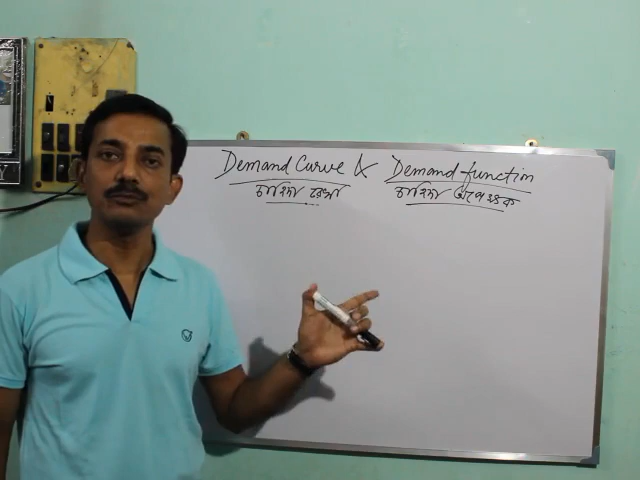 Demand Curve & Demand function
চাহিদা রেখা চাহিদা অপেক্ষক